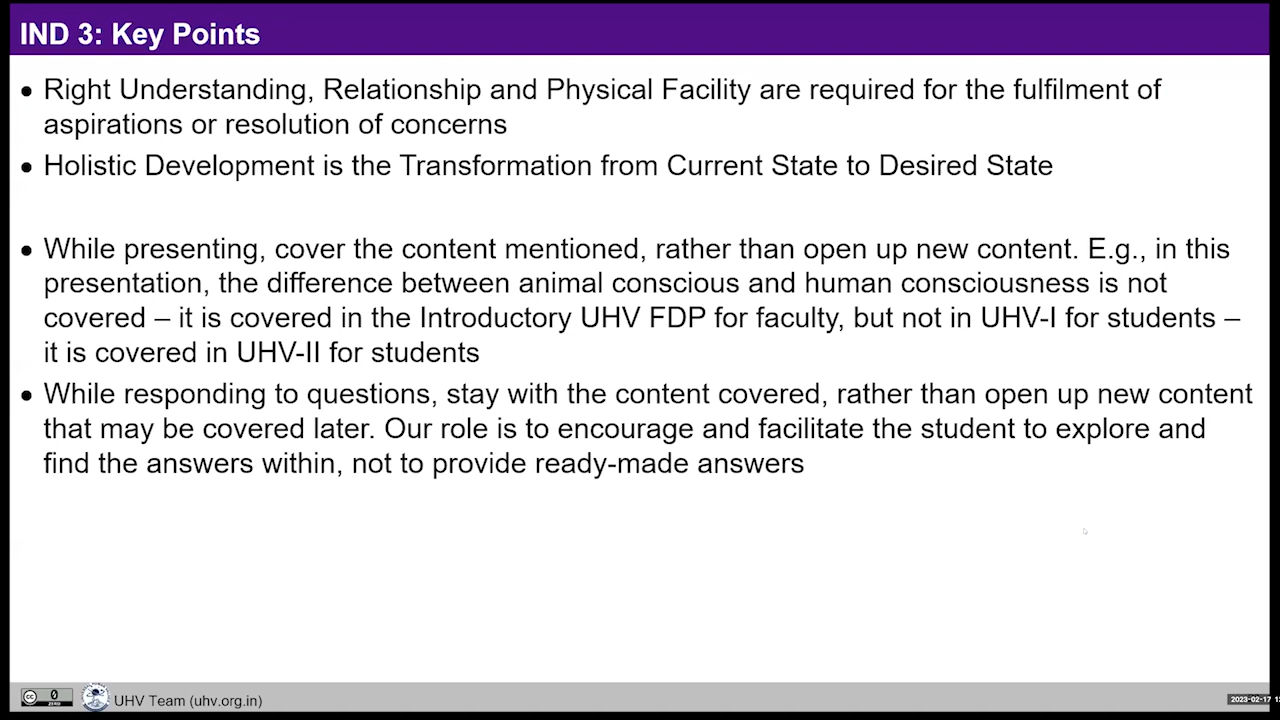 IND 3: Key Points
• Right Understanding, Relationship and Physical Facility are required for the fulfilment of
aspirations or resolution of concerns
• Holistic Development is the Transformation from Current State to Desired State
• While presenting, cover the content mentioned, rather than open up new content. E.g., in this
presentation, the difference between animal conscious and human consciousness is not
covered – it is covered in the Introductory UHV FDP for faculty, but not in UHV-I for students –
it is covered in UHV-II for students
• While responding to questions, stay with the content covered, rather than open up new content
that may be covered later. Our role is to encourage and facilitate the student to explore and
find the answers within, not to provide ready-made answers
cc 0
ZERO
UHV Team (uhv.org.in)
2023-02-17